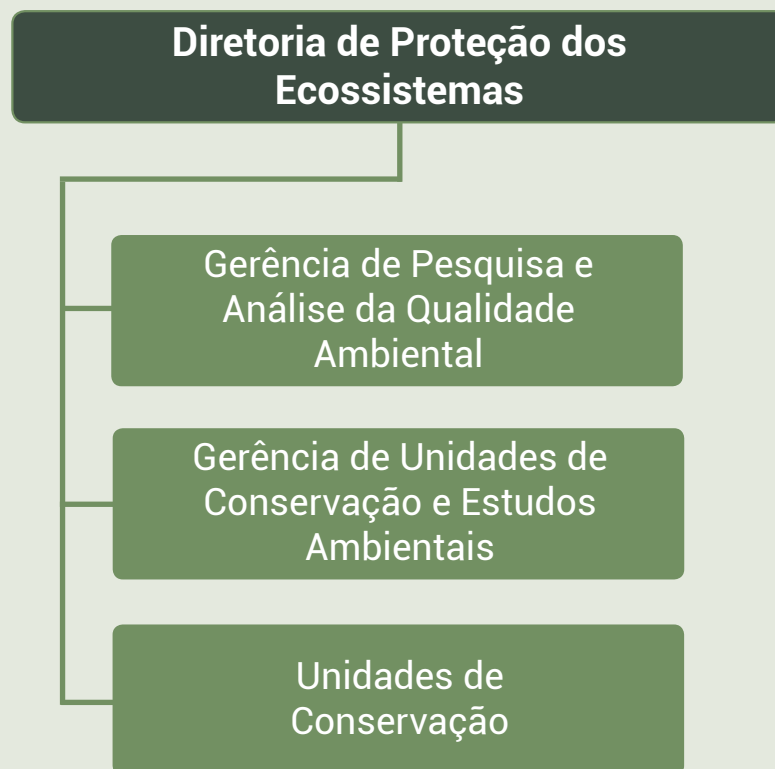 Diretoria de Proteção dos
Ecossistemas
Gerência de Pesquisa e
Análise da Qualidade
Ambiental
Gerência de Unidades de
Conservação e Estudos
Ambientais
Unidades de
Conservação